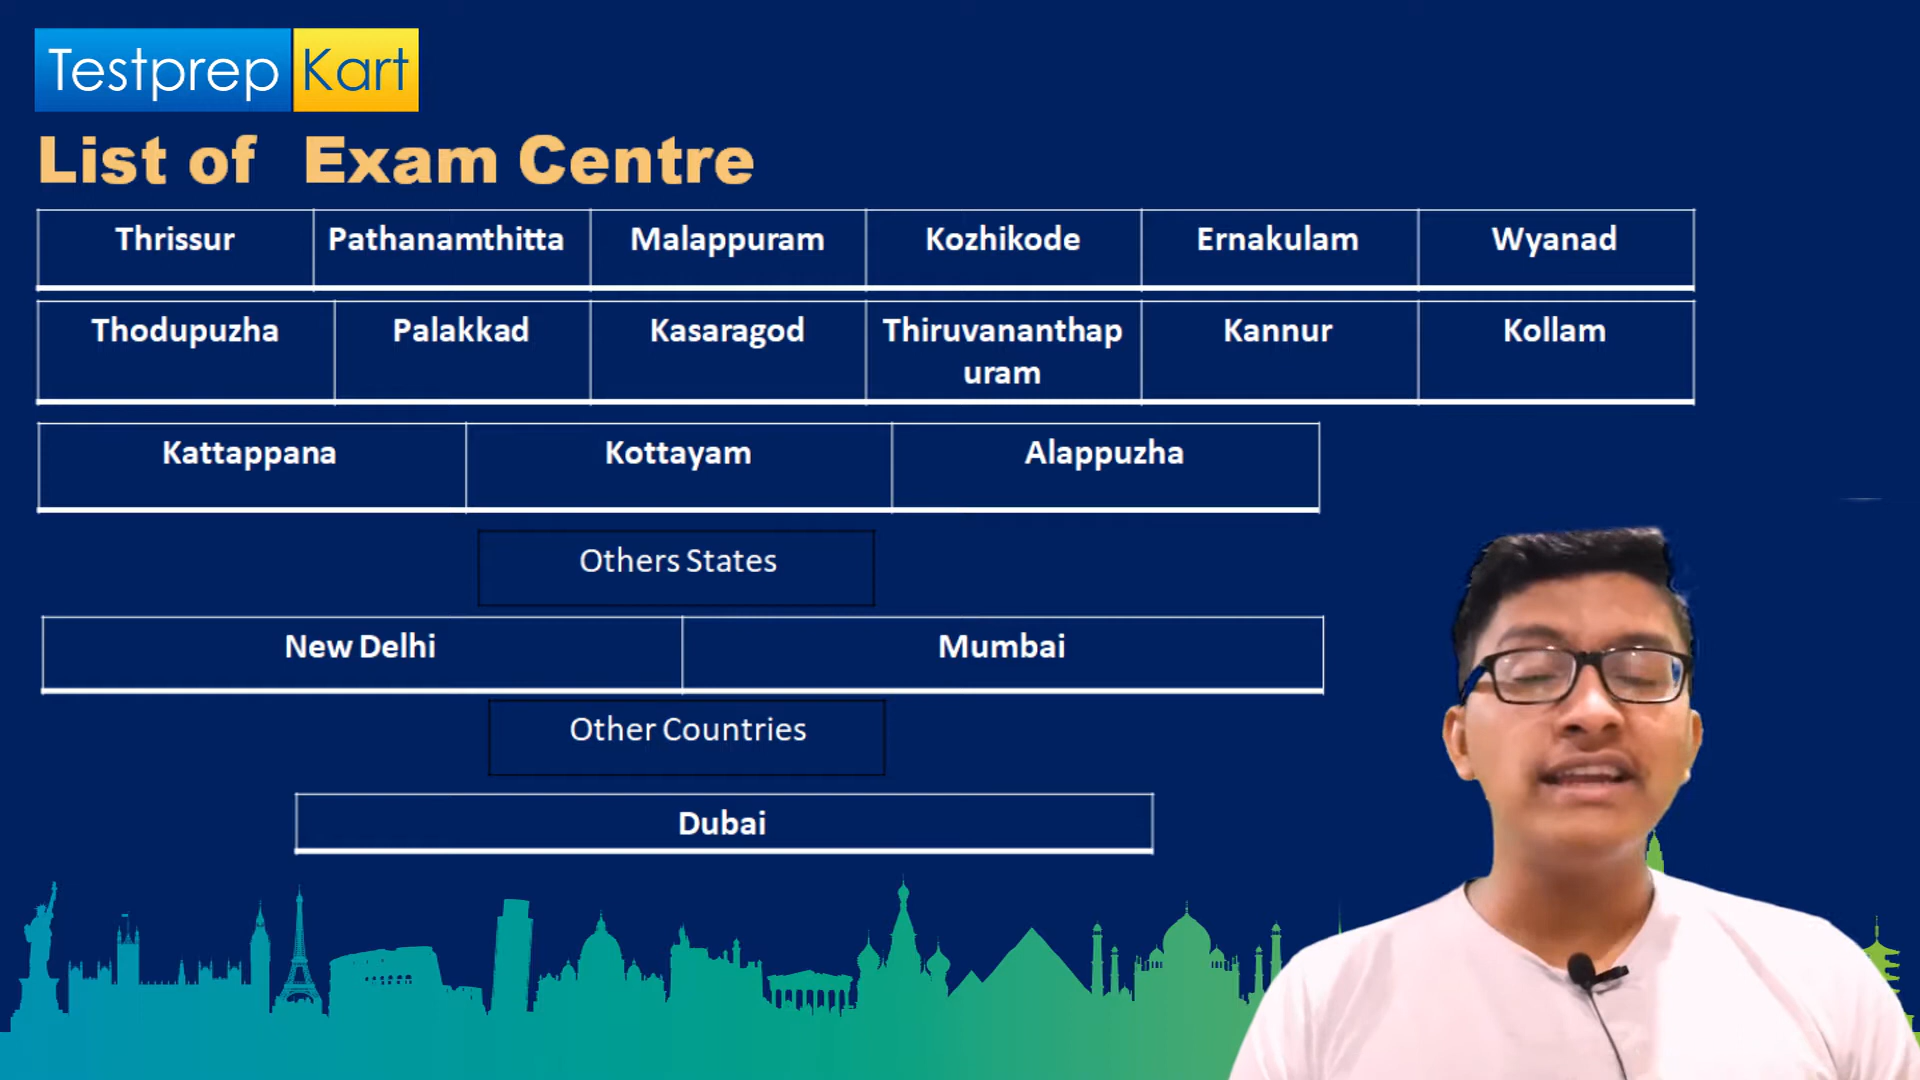 Testprep Kart
List of Exam Centre
Thrissur Pathanamthitta Malappuram Kozhikode Ernakulam Wyanad
Thodupuzha Palakkad Kasaragod Thiruvananthap Kannur Kollam
uram
Kattappana Kottayam Alappuzha
Others States
New Delhi Mumbai
Other Countries
Dubai